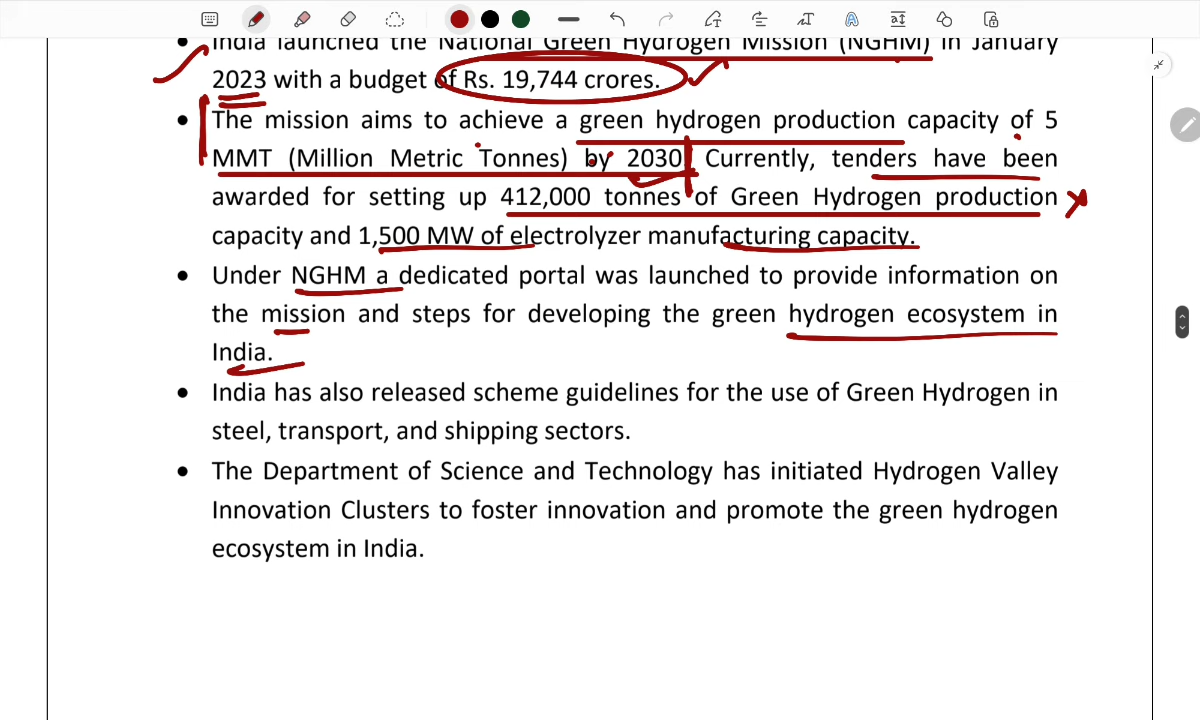 India launched the National Green Hydrogen Mission (NGHM) in January
2023 with a budget of Rs. 19,744 crores.
The mission aims to achieve a green hydrogen production capacity of 5
MMT (Million Metric Tonnes) by 2030. Currently, tenders have been
awarded for setting up 412,000 tonnes of Green Hydrogen production
capacity and 1,500 MW of electrolyzer manufacturing capacity.
Under NGHM a dedicated portal was launched to provide information on
the mission and steps for developing the green hydrogen ecosystem in
India.
India has also released scheme guidelines for the use of Green Hydrogen in
steel, transport, and shipping sectors.
The Department of Science and Technology has initiated Hydrogen Valley
Innovation Clusters to foster innovation and promote the green hydrogen
ecosystem in India.